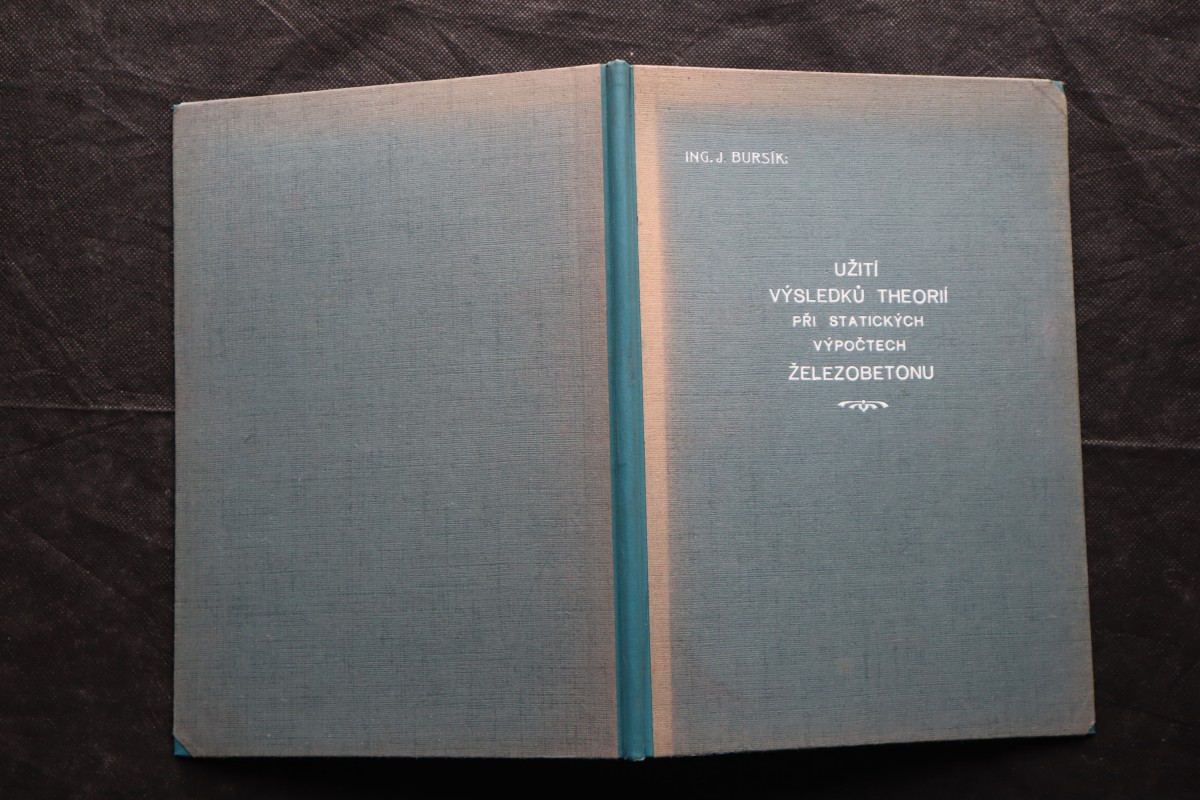 ING. J. BURSÍK:
UŽITÍ
VÝSLEDKŮ THEORIÍ
PŘI STATICKÝCH
VÝPOČTECH
ŽELEZOBETONU